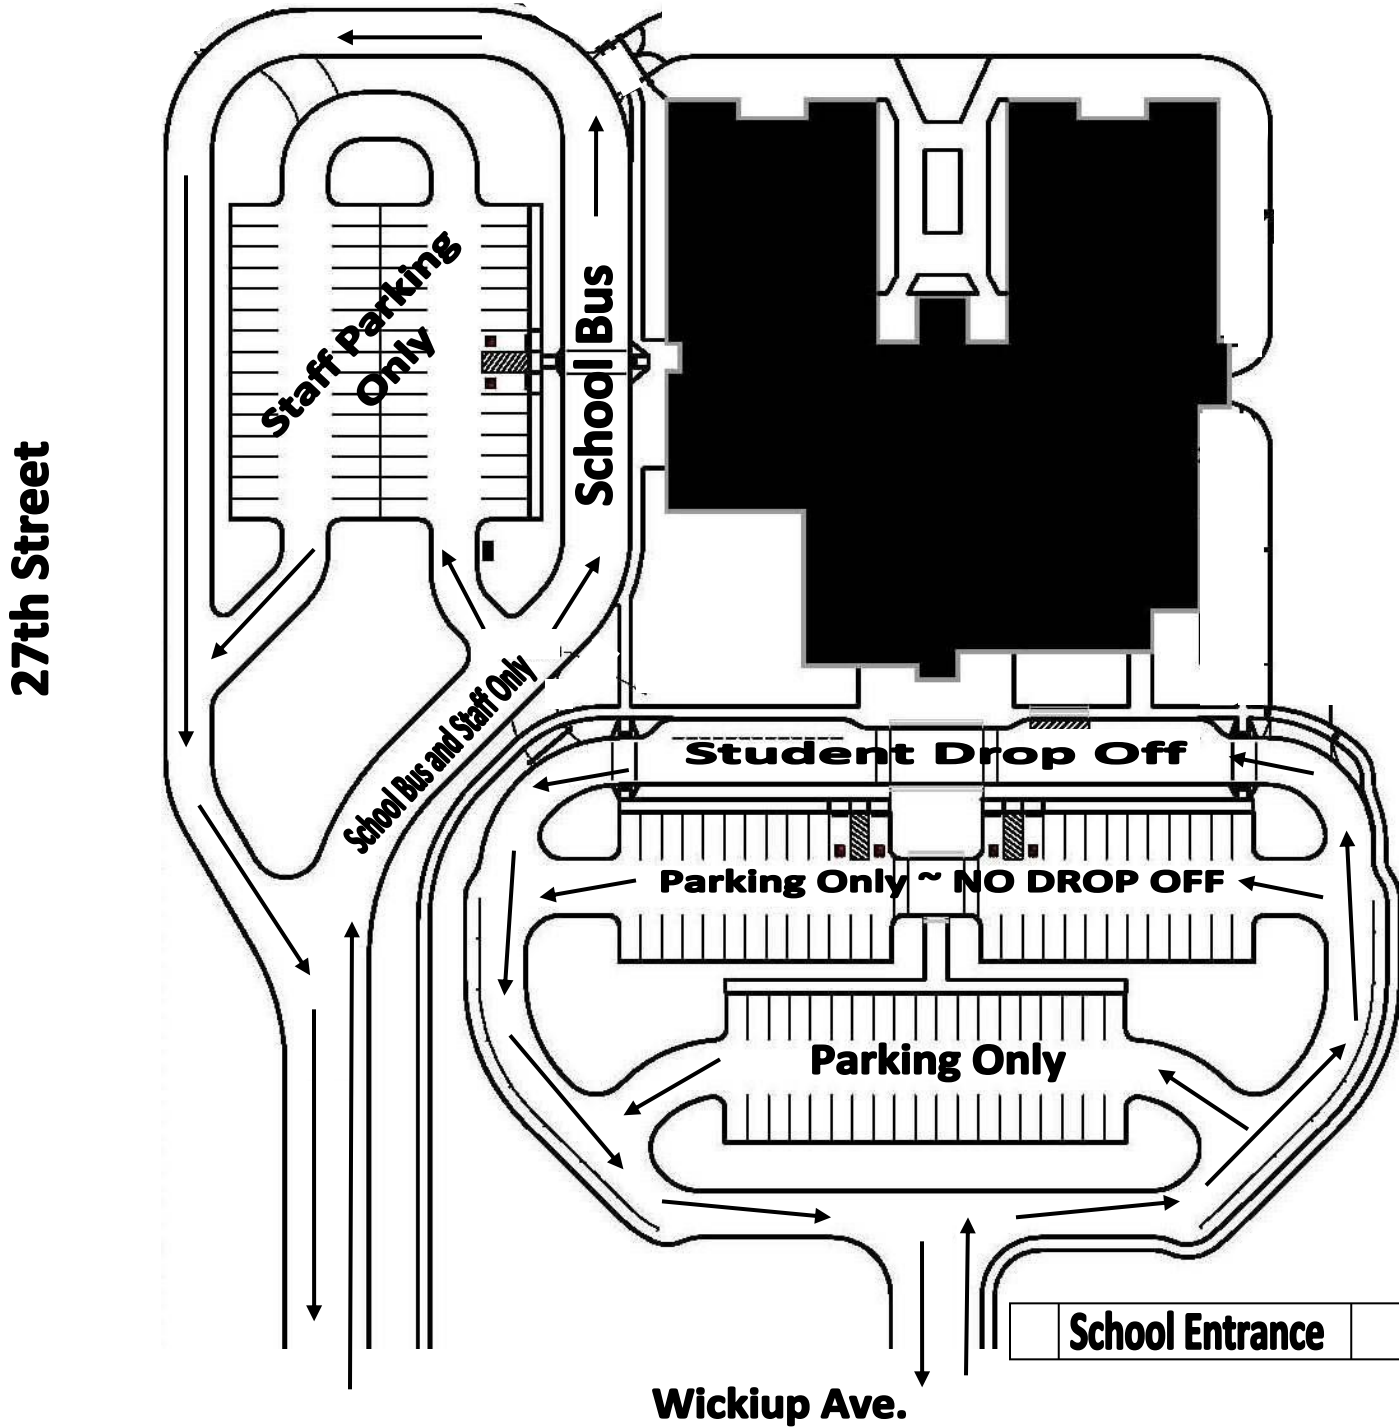 27th Street
Staff Parking
Only
School Bus
School Bus and Staff Only
Student Drop Off
Parking Only ~ NO DROP OFF
Parking Only
School Entrance
Wickiup Ave.